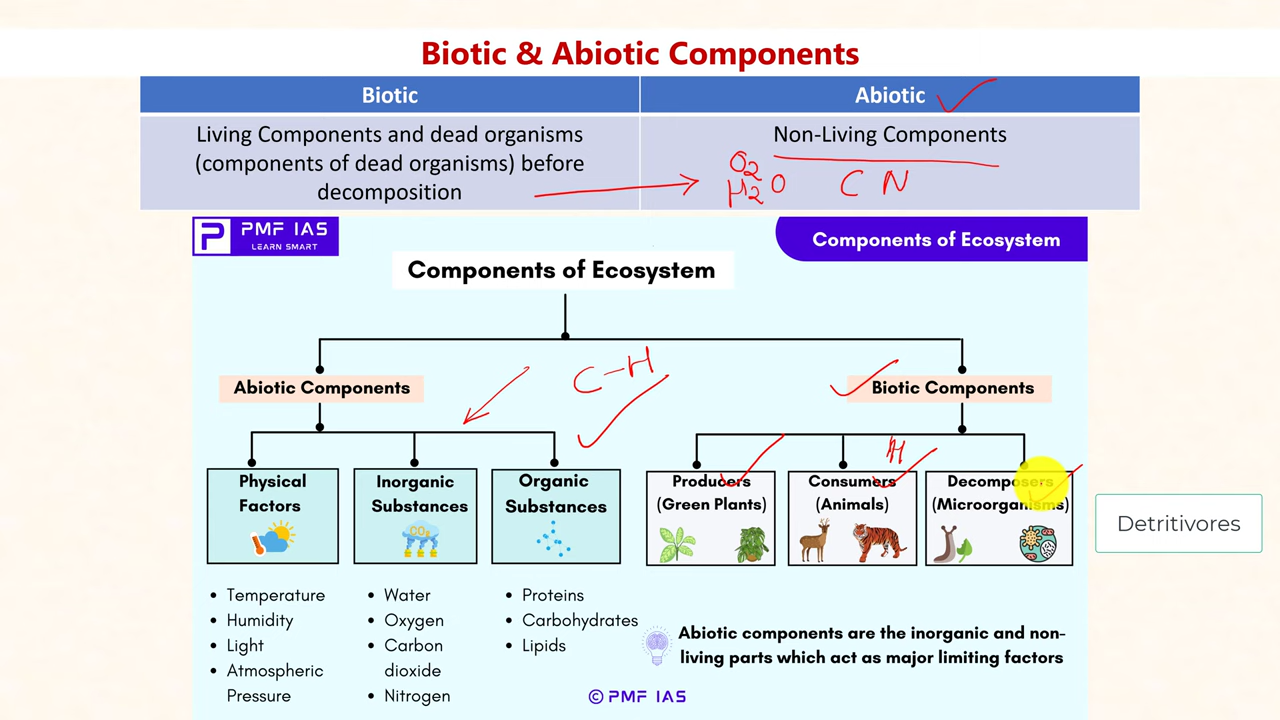 Biotic & Abiotic Components
Biotic
Abiotic
Living Components and dead organisms
(components of dead organisms) before
decomposition
Non-Living Components
O2
H2O
C N
PMF IAS
LEARN SMART
Components of Ecosystem
Components of Ecosystem
C-H
Abiotic Components
Biotic Components
H
Physical
Factors
Inorganic
Substances
CO2
Organic
Substances
Producers
(Green Plants)
Consumers
(Animals)
Decomposers
(Microorganisms)
Detritivores
• Temperature
• Humidity
• Light
• Atmospheric
Pressure
• Water
• Oxygen
• Carbon
dioxide
• Nitrogen
• Proteins
• Carbohydrates
• Lipids
Abiotic components are the inorganic and non-
living parts which act as major limiting factors
© PMF IAS